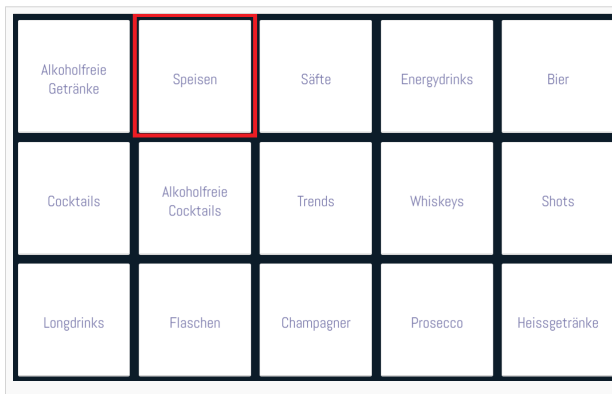 Alkoholfreie
Getränke
Speisen
Säfte
Energydrinks
Bier
Cocktails
Alkoholfreie
Cocktails
Trends
Whiskeys
Shots
Longdrinks
Flaschen
Champagner
Prosecco
Heissgetränke